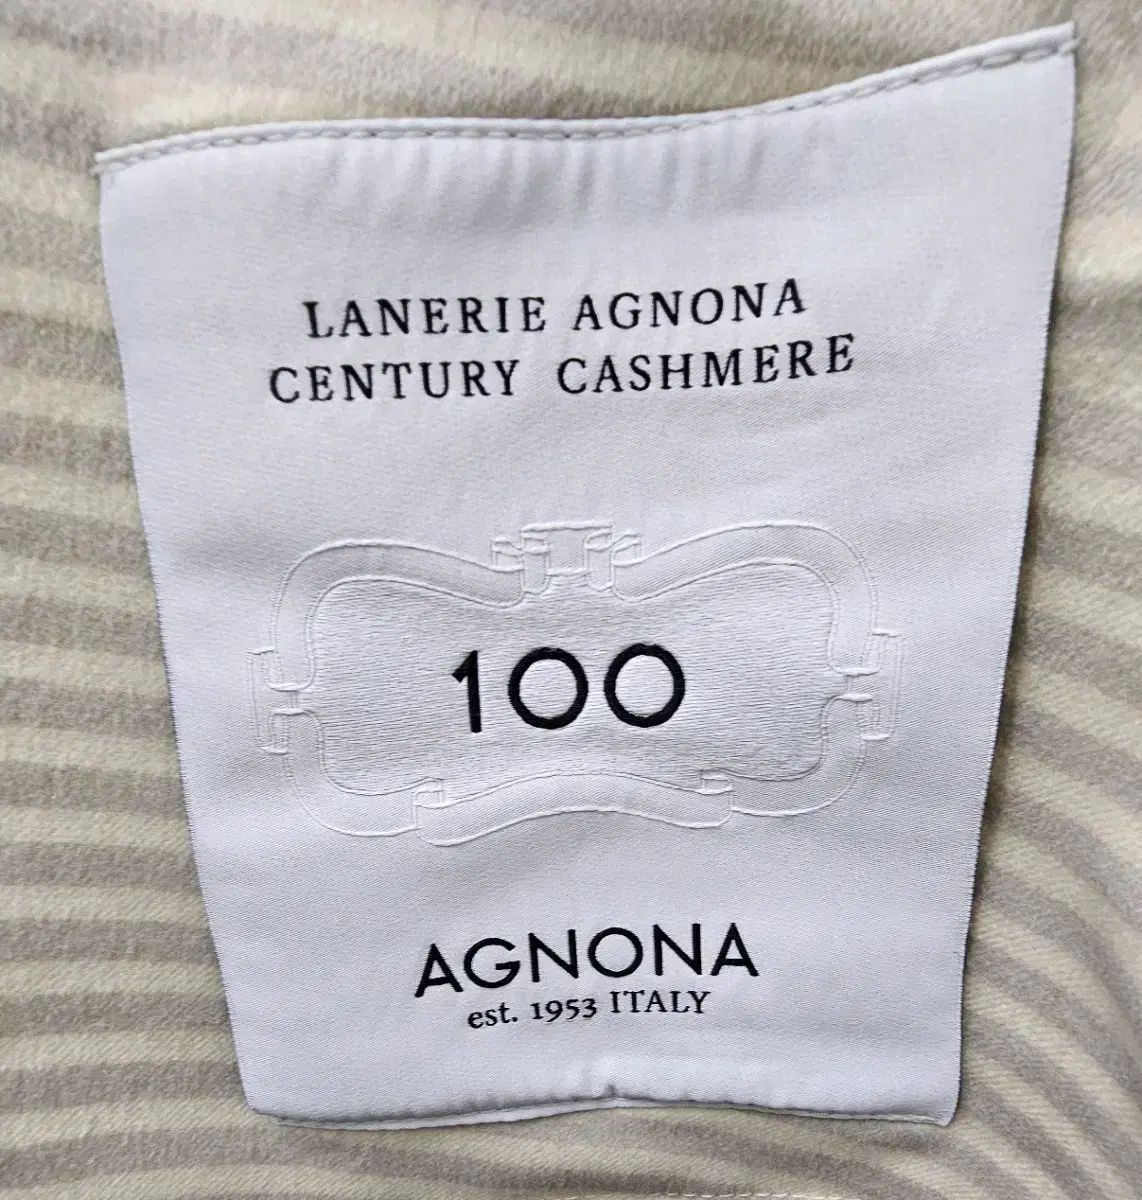 LANERIE AGNONA
CENTURY CASHMERE
100
AGNONA
est. 1953 ITALY